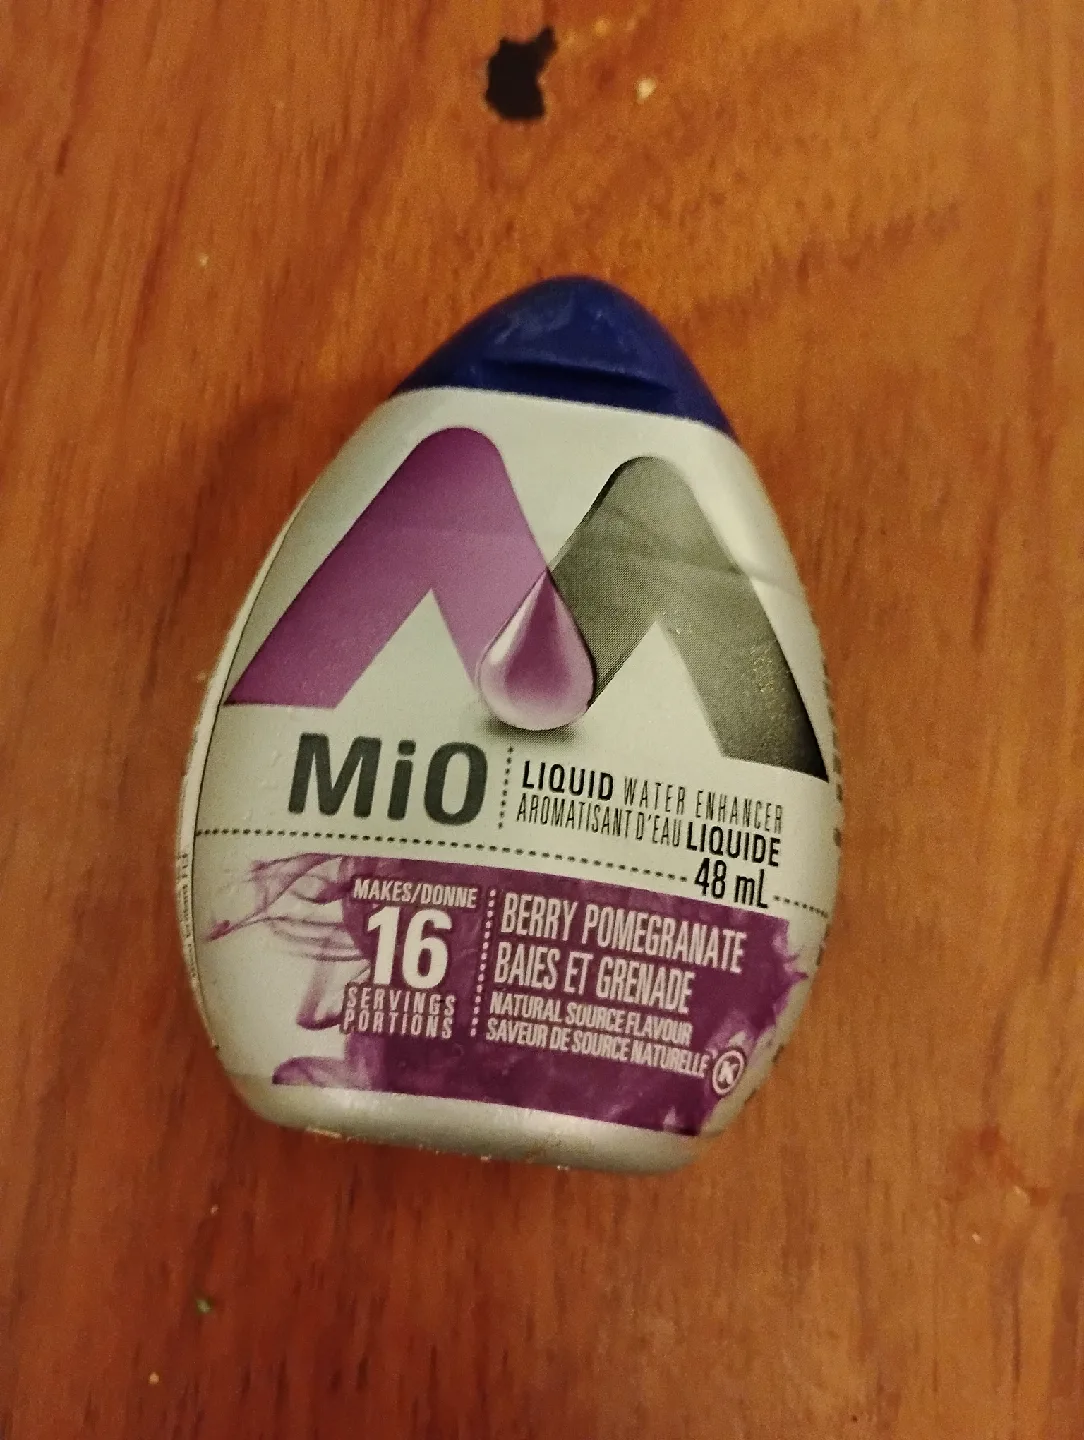 MiO
LIQUID WATER ENHANCER
AROMATISANT D'EAU LIQUIDE
48 mL
MAKES/DONNE
16
SERVINGS
PORTIONS
BERRY POMEGRANATE
BAIES ET GRENADE
NATURAL SOURCE FLAVOUR
SAVEUR DE SOURCE NATURELLE
K